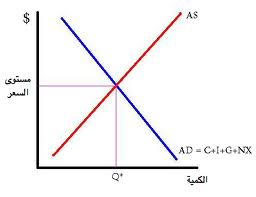 $
AS
مستوى
السعر
AD = C+I+G+NX
Q*
الكمية